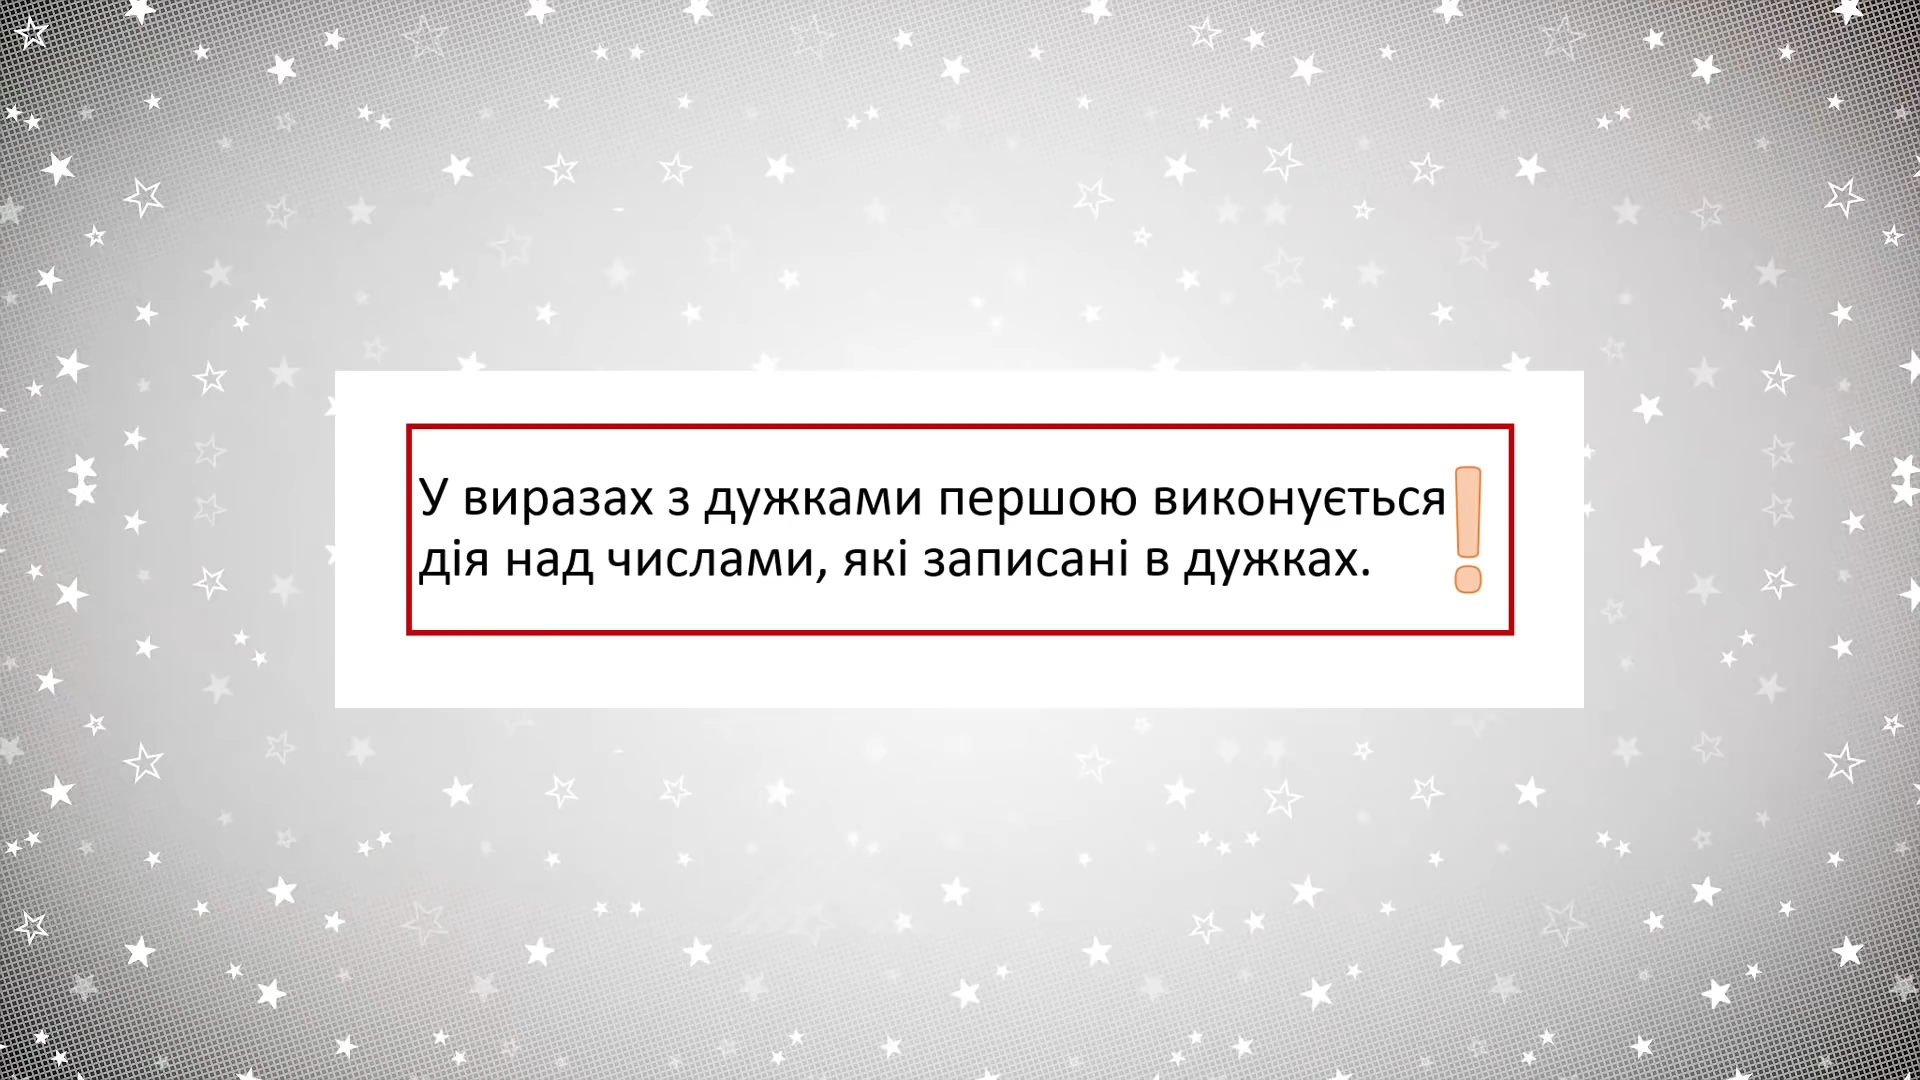 У виразах з дужками першою виконується
дія над числами, які записані в дужках.